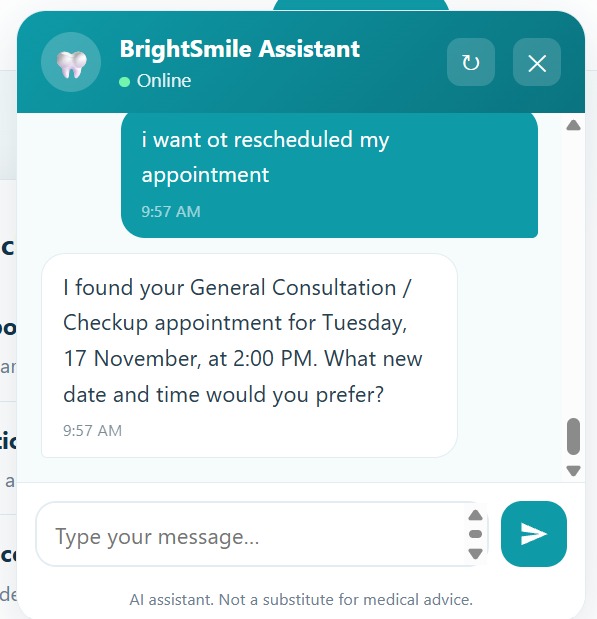 BrightSmile Assistant
Online
i want ot rescheduled my
appointment
9:57 AM
I found your General Consultation /
Checkup appointment for Tuesday,
17 November, at 2:00 PM. What new
date and time would you prefer?
9:57 AM
Type your message...
AI assistant. Not a substitute for medical advice.